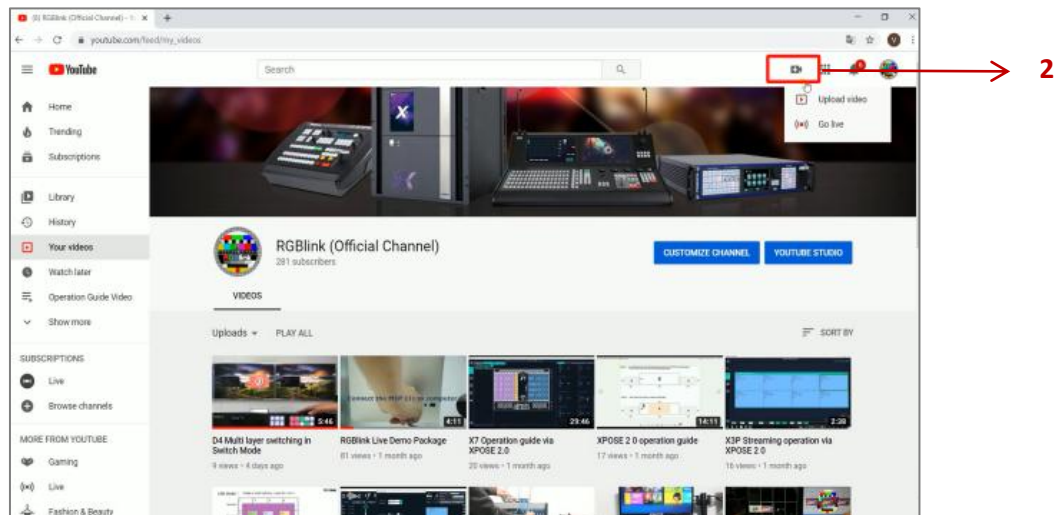 (6) RGBlink (Official Channel) - Y
youtube.com/feed/my_videos
V
YouTube
Search
2
Upload video
Go live
Home
Trending
Subscriptions
Library
History
Your videos
Watch later
Operation Guide Video
Show more
X
RGBlink (Official Channel)
281 subscribers
CUSTOMIZE CHANNEL
YOUTUBE STUDIO
VIDEOS
Uploads
PLAY ALL
SORT BY
SUBSCRIPTIONS
Live
Browse channels
5:46
4:11
29:46
14:11
2:39
D4 Multi layer switching in
Switch Mode
9 views • 4 days ago
RGBlink Live Demo Package
81 views • 1 month ago
X7 Operation guide via
XPOSE 2.0
20 views • 1 month ago
XPOSE 2 0 operation guide
17 views • 1 month ago
X3P Streaming operation via
XPOSE 2 0
16 views • 1 month ago
MORE FROM YOUTUBE
Gaming
Live
Fashion & Beauty